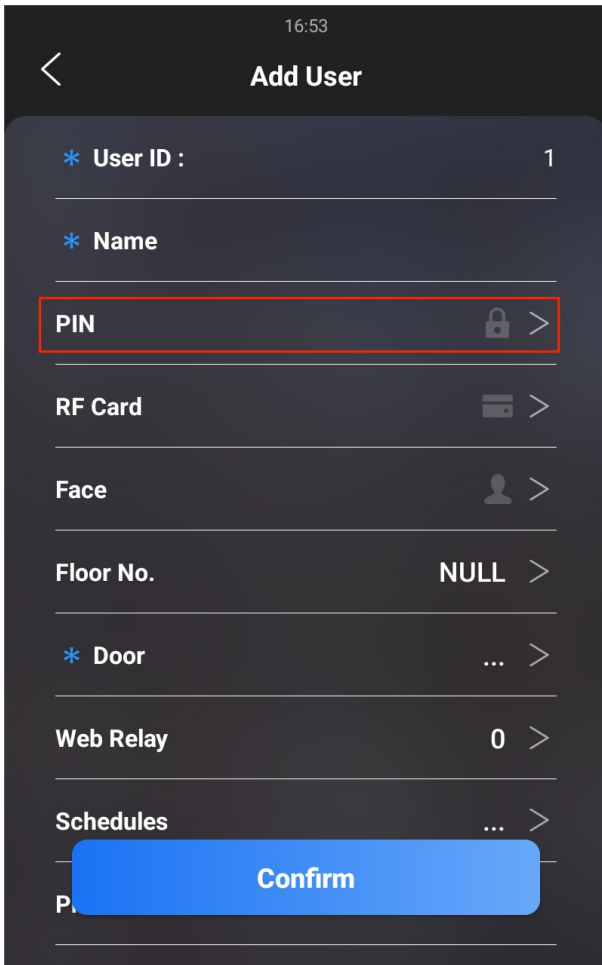 16:53
Add User
* User ID : 1
* Name
PIN
RF Card
Face
Floor No. NULL
* Door ...
Web Relay 0
Schedules ...
Confirm